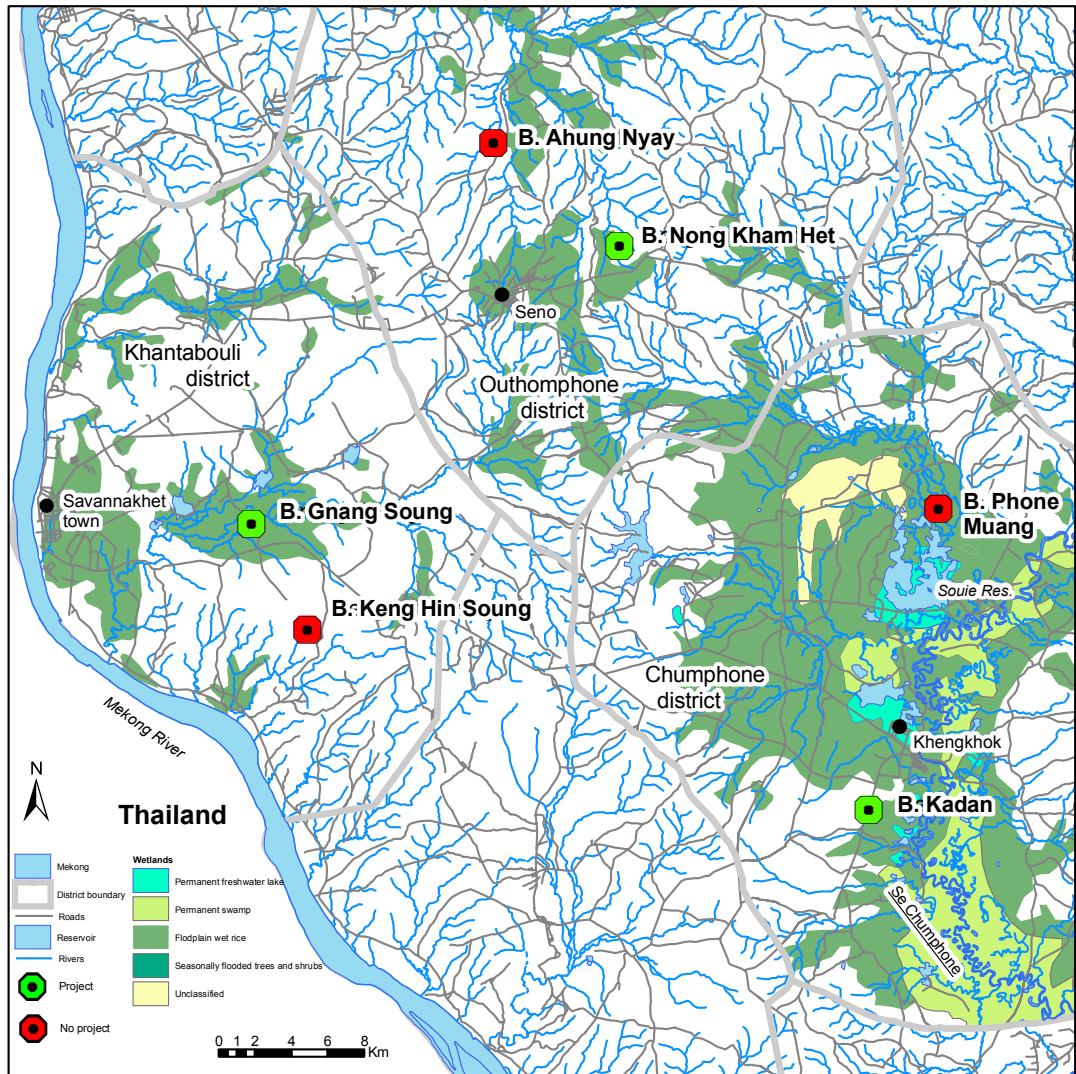 B. Ahung Nyay
B. Nong Kham Het
Seno
Khantabouli
district
Outhomphone
district
Savannakhet
town
B. Gnang Soung
B. Phone
Muang
Souie Res.
B. Keng Hin Soung
Chumphone
district
Mekong River
Khengkhok
B. Kadan
Se Chumphone
N
Thailand
Mekong
District boundary
Roads
Reservoir
Rivers
Project
No project
Wetlands
Permanent freshwater lake
Permanent swamp
Flodplain wet rice
Seasonally flooded trees and shrubs
Unclassified
0 1 2 4 6 8
Km